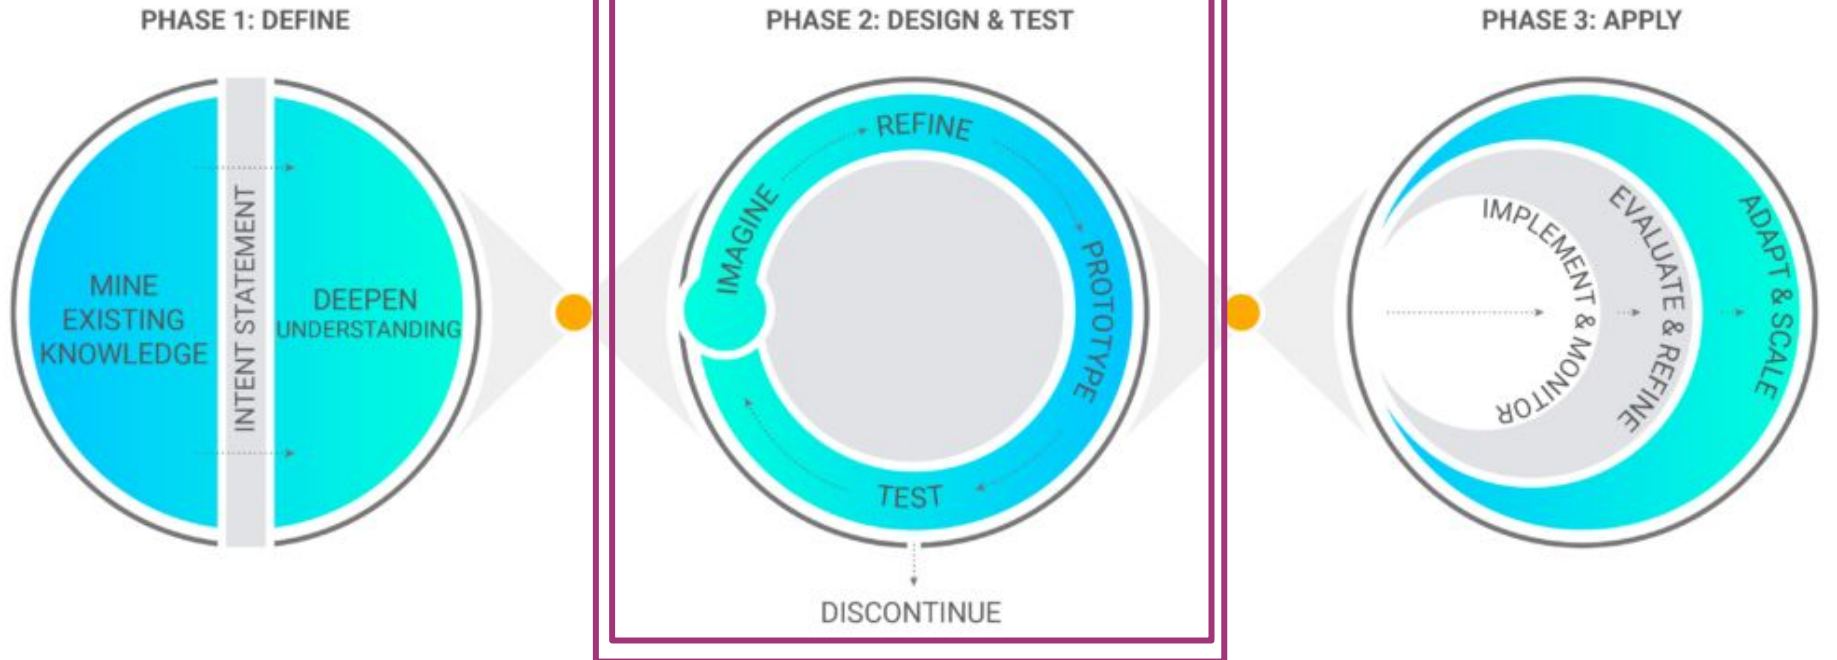 PHASE 1: DEFINE
MINE
EXISTING
KNOWLEDGE
INTENT STATEMENT
DEEPEN
UNDERSTANDING
PHASE 2: DESIGN & TEST
IMAGINE
REFINE
PROTOTYPE
TEST
DISCONTINUE
PHASE 3: APPLY
IMPLEMENT & MONITOR
EVALUATE & REFINE
ADAPT & SCALE